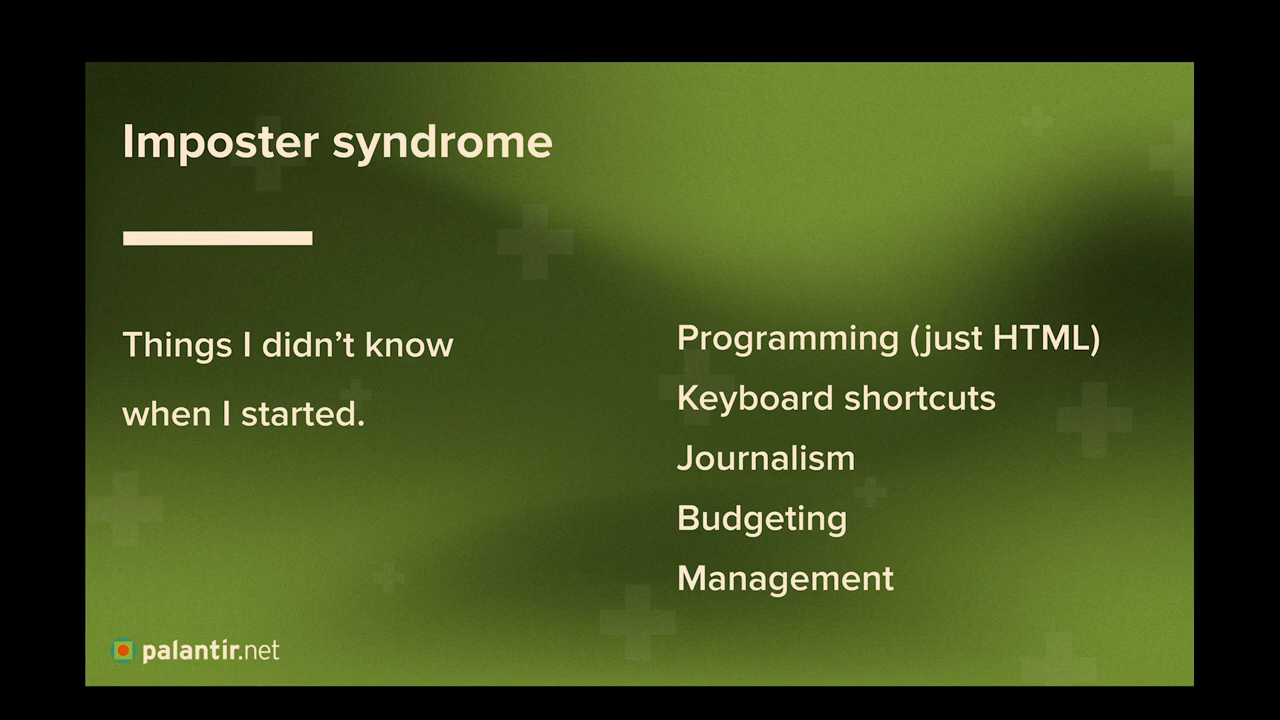 Imposter syndrome
Things I didn’t know
when I started.
Programming (just HTML)
Keyboard shortcuts
Journalism
Budgeting
Management
palantir.net